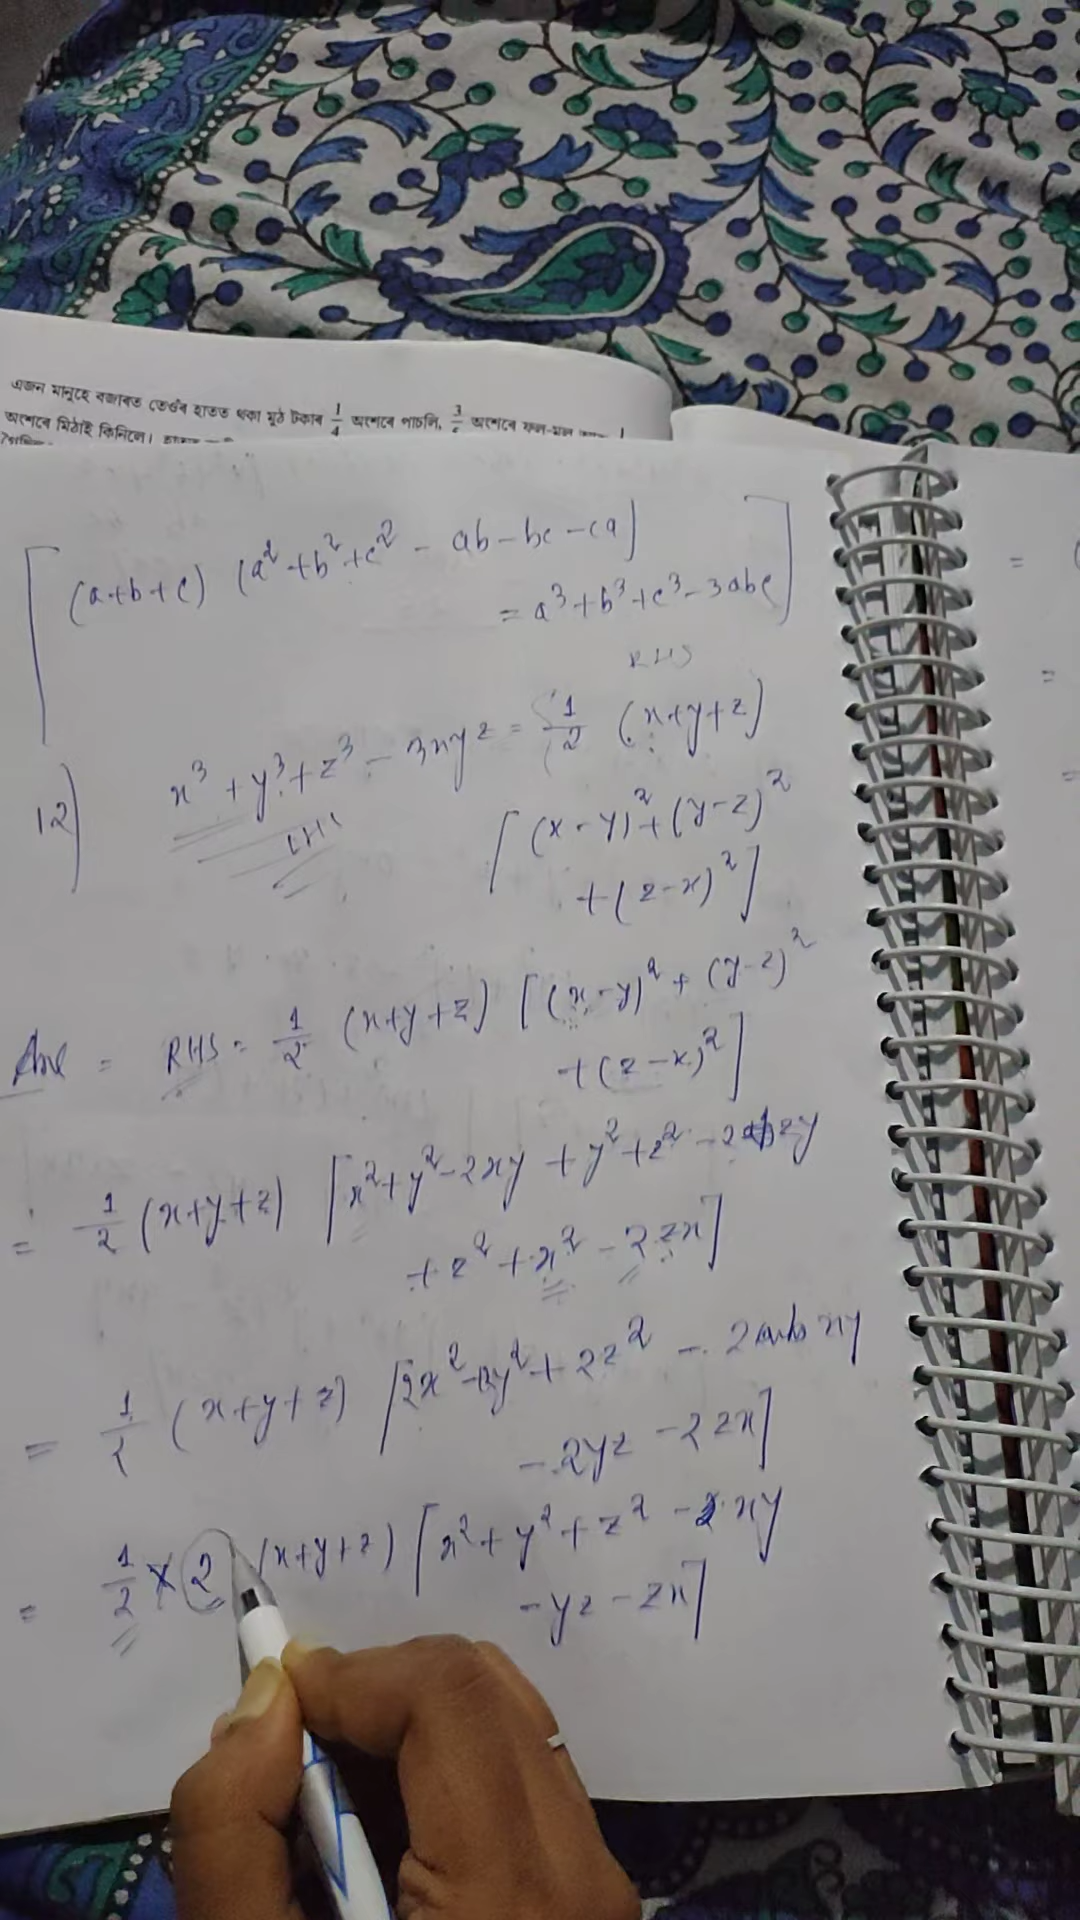 এজন মানুহে বজাৰত তেওঁৰ হাতত থকা মুঠ টকাৰ 1/4 অংশৰে পাচলি, 3/
অংশৰে মিঠাই কিনিলে।
[(a+b+c) (a²+b²+c² - ab-bc-ca)
= a³+b³+c³-3abc]
RHS
12) x³+y³+z³-3xyz = 1/2 (x+y+z)
LHS
[(x-y)²+(y-z)²
+(z-x)²]
Ans = RHS = 1/2 (x+y+z) [(x-y)²+(y-z)²
+(z-x)²]
= 1/2 (x+y+z) [x²+y²-2xy+y²+z²-2zy
+z²+x²-2zx]
= 1/2 (x+y+z) [2x²+2y²+2z²-2xy
-2yz-2zx]
= 1/2 × 2 (x+y+z) [x²+y²+z²-xy
-yz-zx]
=
=
=